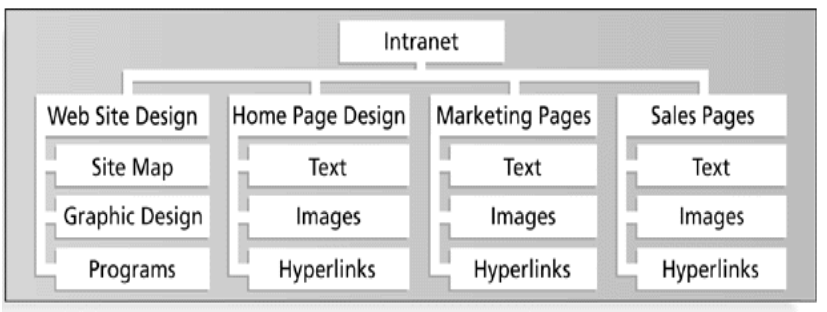 Intranet
Web Site Design
Home Page Design
Marketing Pages
Sales Pages
Site Map
Text
Text
Text
Graphic Design
Images
Images
Images
Programs
Hyperlinks
Hyperlinks
Hyperlinks